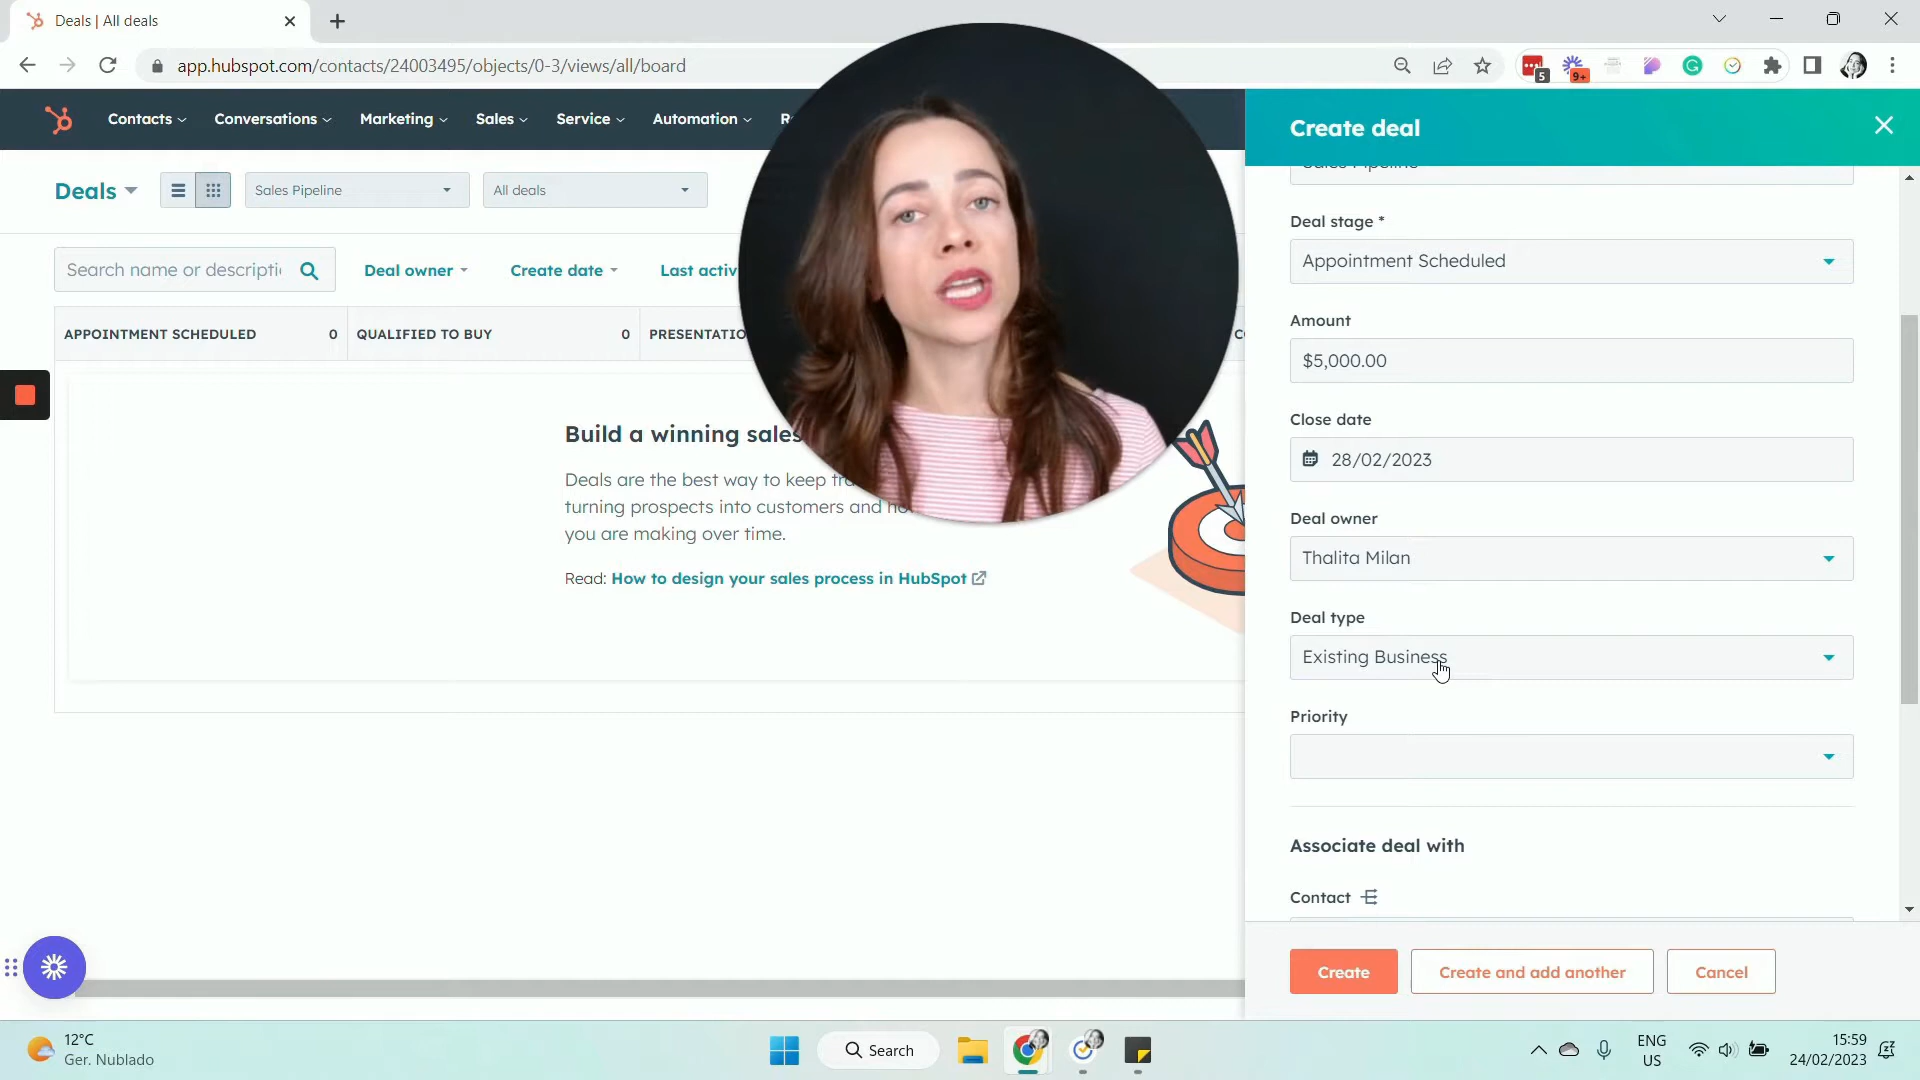 Deals | All deals
app.hubspot.com/contacts/24003495/objects/0-3/views/all/board
5
9+
Contacts
Conversations
Marketing
Sales
Service
Automation
Deals
Sales Pipeline
All deals
Search name or descripti
Deal owner
Create date
Last activ
APPOINTMENT SCHEDULED 0
QUALIFIED TO BUY 0
PRESENTATIO
Build a winning sales
Deals are the best way to keep tra
turning prospects into customers and ho
you are making over time.
Read: How to design your sales process in HubSpot
Create deal
Sales Pipeline
Deal stage *
Appointment Scheduled
Amount
$5,000.00
Close date
28/02/2023
Deal owner
Thalita Milan
Deal type
Existing Business
Priority
Associate deal with
Contact
Create
Create and add another
Cancel
12°C
Ger. Nublado
Search
ENG
US
15:59
24/02/2023